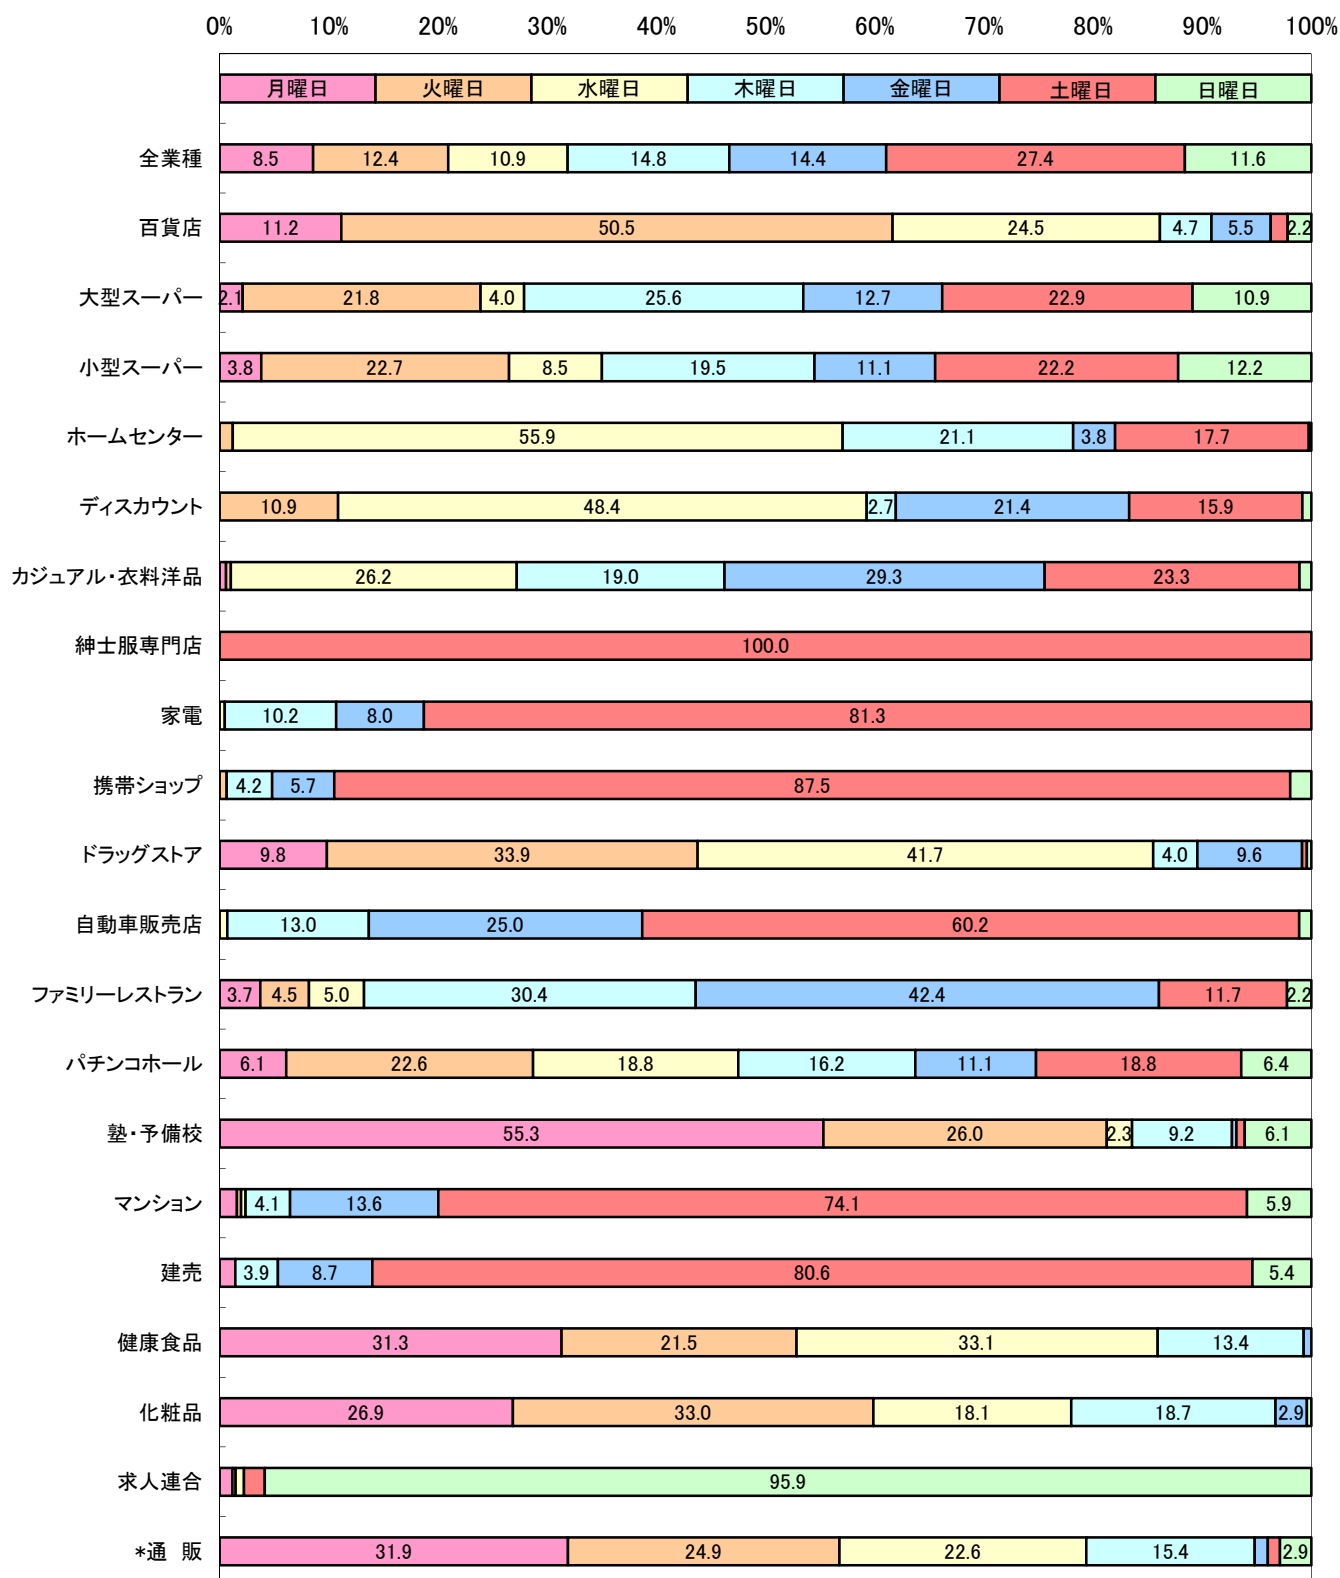 0% 10% 20% 30% 40% 50% 60% 70% 80% 90% 100%
月曜日 火曜日 水曜日 木曜日 金曜日 土曜日 日曜日
全業種 8.5 12.4 10.9 14.8 14.4 27.4 11.6
百貨店 11.2 50.5 24.5 4.7 5.5 2.2
大型スーパー 2.1 21.8 4.0 25.6 12.7 22.9 10.9
小型スーパー 3.8 22.7 8.5 19.5 11.1 22.2 12.2
ホームセンター 55.9 21.1 3.8 17.7
ディスカウント 10.9 48.4 2.7 21.4 15.9
カジュアル・衣料洋品 26.2 19.0 29.3 23.3
紳士服専門店 100.0
家電 10.2 8.0 81.3
携帯ショップ 4.2 5.7 87.5
ドラッグストア 9.8 33.9 41.7 4.0 9.6
自動車販売店 13.0 25.0 60.2
ファミリーレストラン 3.7 4.5 5.0 30.4 42.4 11.7 2.2
パチンコホール 6.1 22.6 18.8 16.2 11.1 18.8 6.4
塾・予備校 55.3 26.0 2.3 9.2 6.1
マンション 4.1 13.6 74.1 5.9
建売 3.9 8.7 80.6 5.4
健康食品 31.3 21.5 33.1 13.4
化粧品 26.9 33.0 18.1 18.7 2.9
求人連合 95.9
*通　販 31.9 24.9 22.6 15.4 2.9